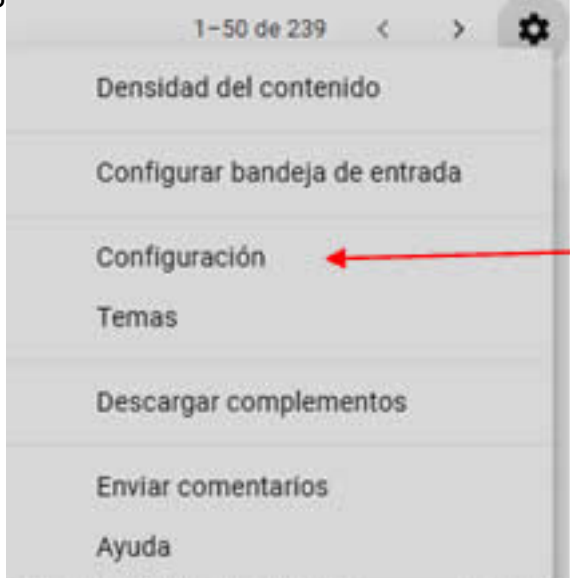 1–50 de 239
Densidad del contenido
Configurar bandeja de entrada
Configuración
Temas
Descargar complementos
Enviar comentarios
Ayuda